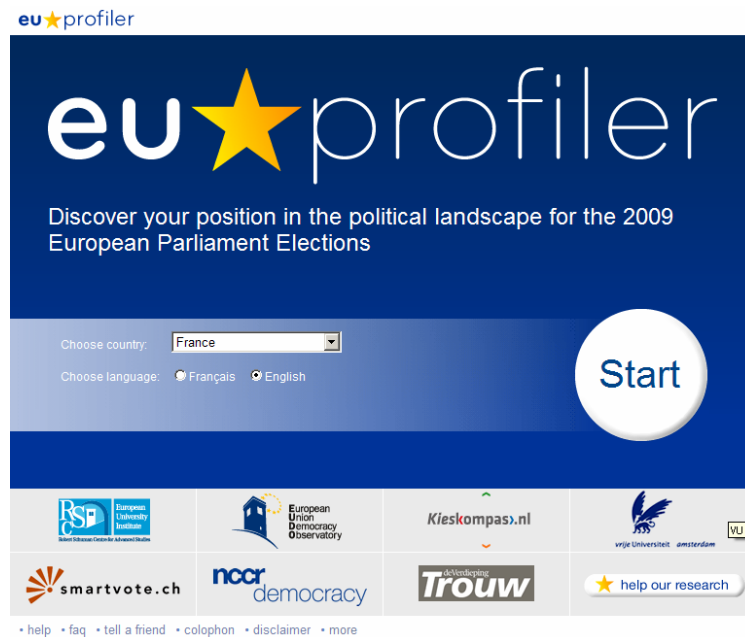 eu profiler
eu profiler
Discover your position in the political landscape for the 2009
European Parliament Elections
Choose country: France
Choose language: Français English
Start
RSC
European
University
Institute
Robert Schuman Centre for Advanced Studies
European
Union
Democracy
Observatory
Kieskompas.nl
vrije Universiteit amsterdam
VU
smartvote.ch
nccr
democracy
deVerdieping
Trouw
help our research
• help • faq • tell a friend • colophon • disclaimer • more